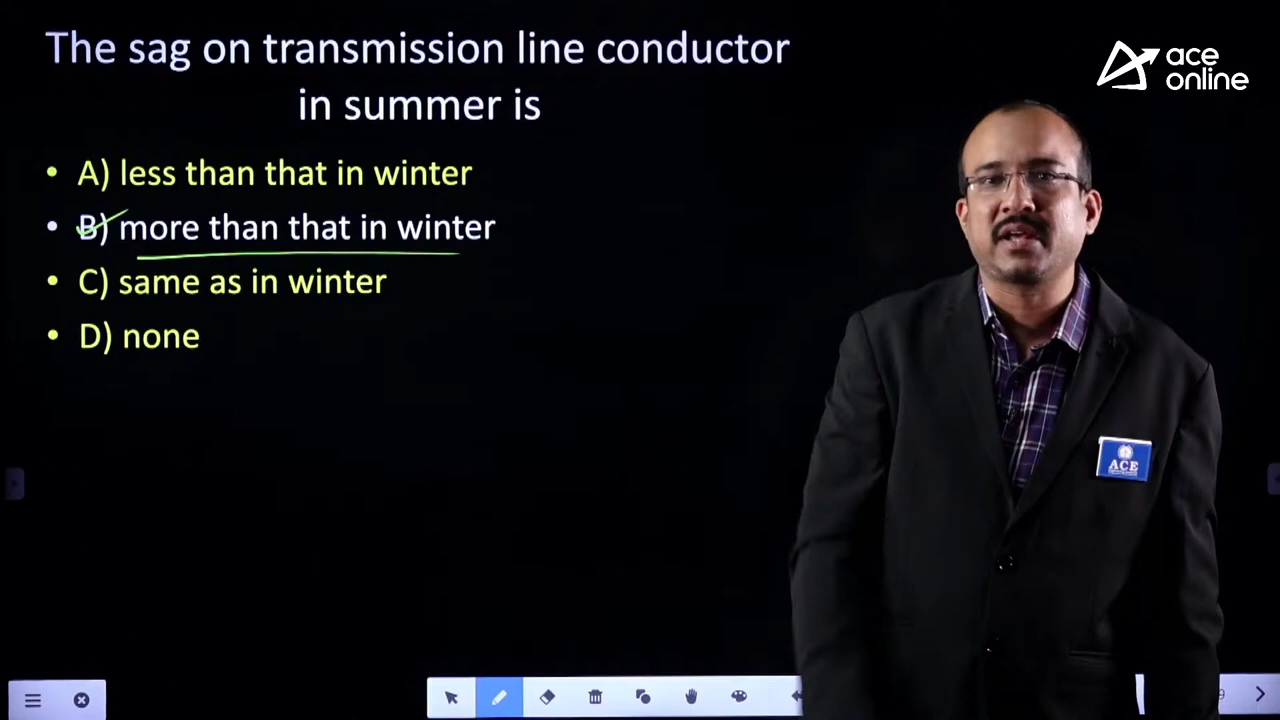 The sag on transmission line conductor
in summer is
ace
online
• A) less than that in winter
• B) more than that in winter
• C) same as in winter
• D) none
ACE
9